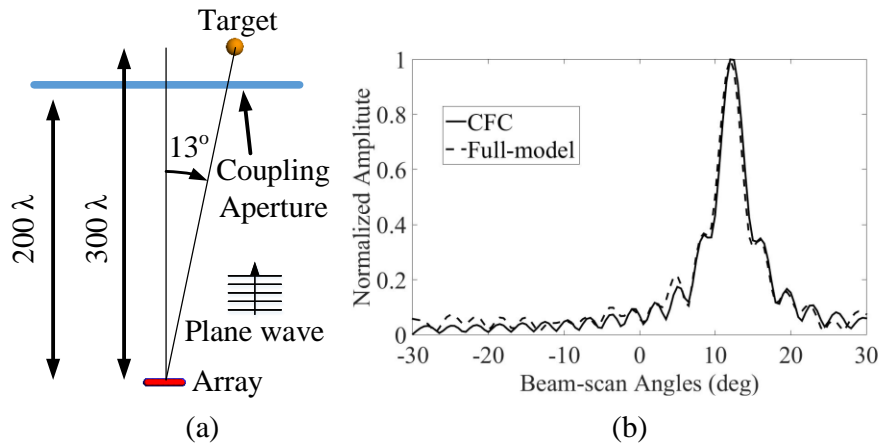 Target
200 λ
300 λ
13°
Coupling
Aperture
Plane wave
Array
(a)
Normalized Amplitude
1
0.8
0.6
0.4
0.2
0
CFC
Full-model
-30
-20
-10
0
10
20
30
Beam-scan Angles (deg)
(b)